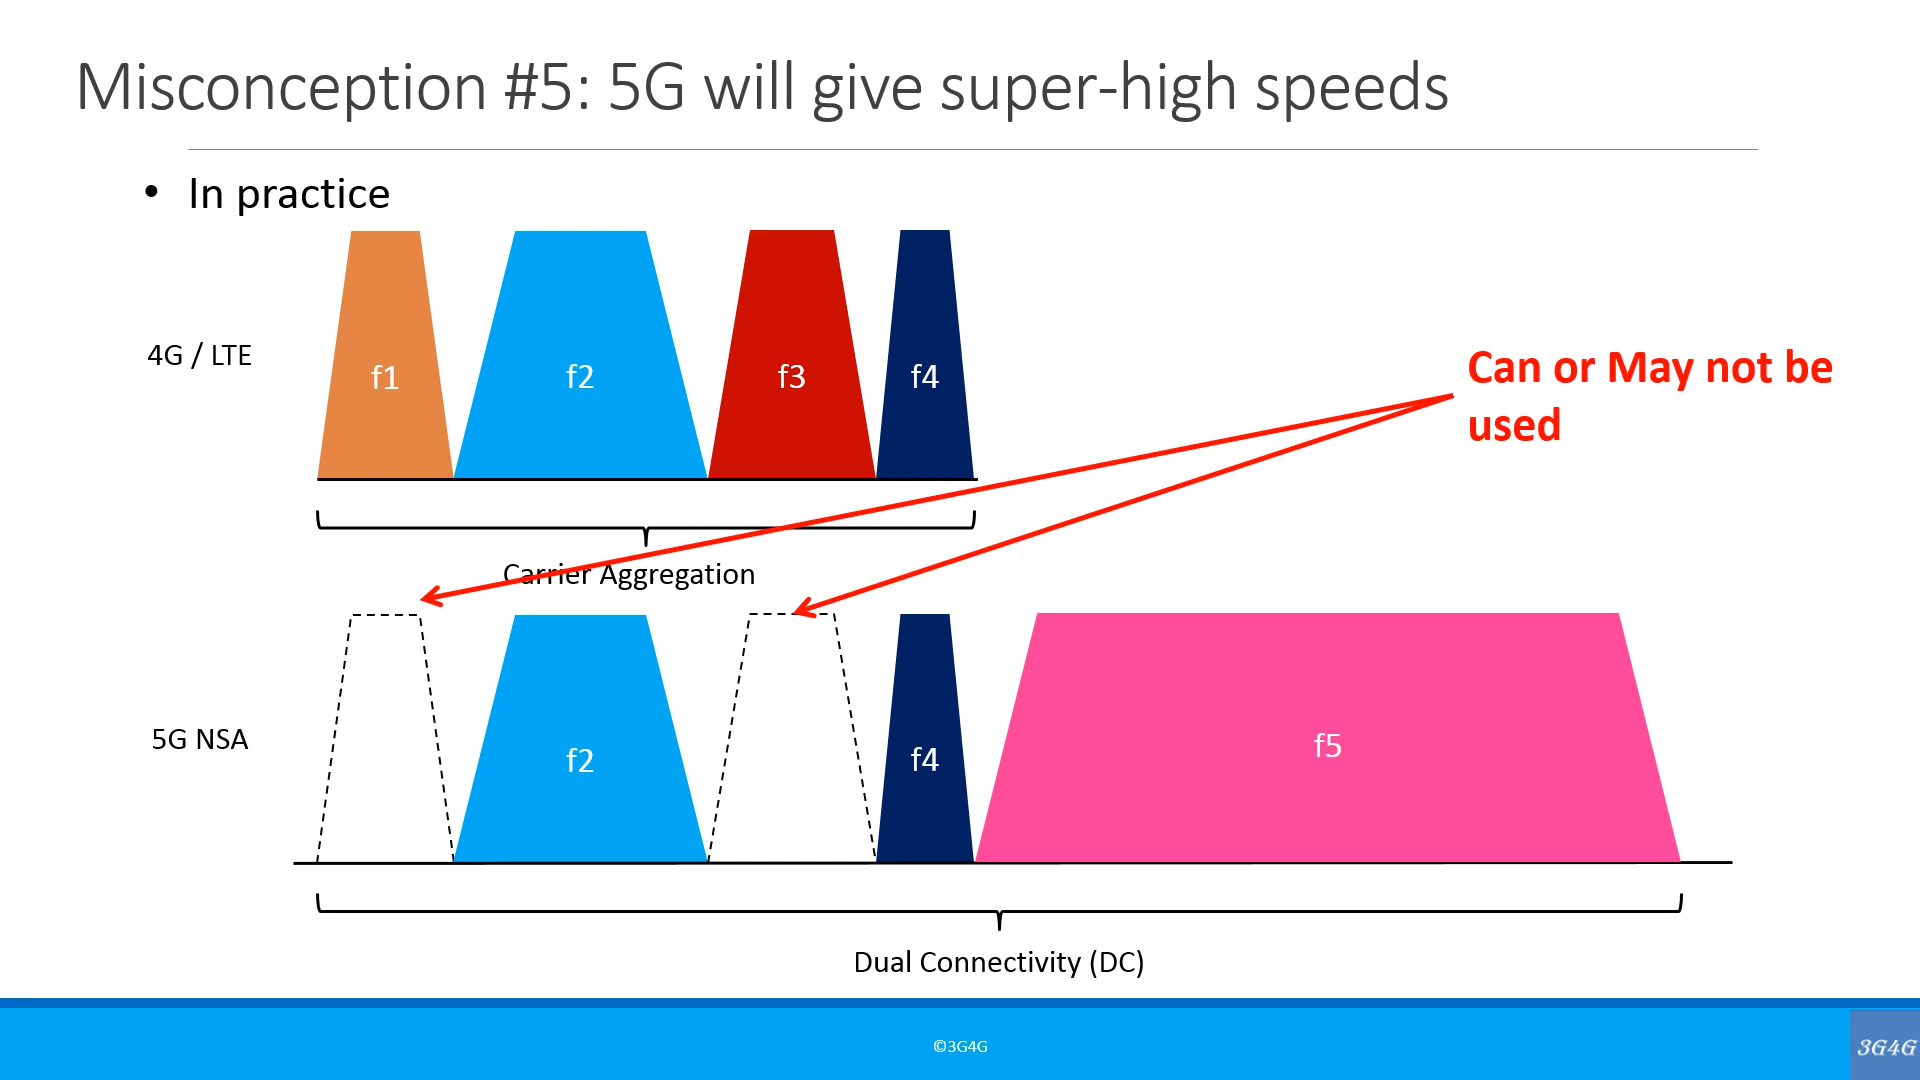 Misconception #5: 5G will give super-high speeds
• In practice
4G / LTE
f1
f2
f3
f4
Can or May not be
used
Carrier Aggregation
5G NSA
f2
f4
f5
Dual Connectivity (DC)
©3G4G
3G4G